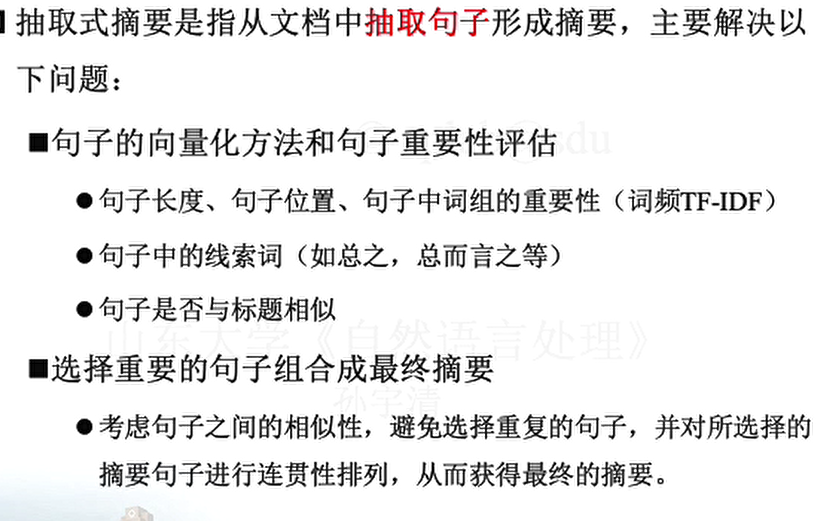 抽取式摘要是指从文档中抽取句子形成摘要，主要解决以
下问题：
■句子的向量化方法和句子重要性评估
●句子长度、句子位置、句子中词组的重要性（词频TF-IDF）
●句子中的线索词（如总之，总而言之等）
●句子是否与标题相似
山东大学《自然语言处理》
■选择重要的句子组合成最终摘要
孙宇清
●考虑句子之间的相似性，避免选择重复的句子，并对所选择的
摘要句子进行连贯性排列，从而获得最终的摘要。